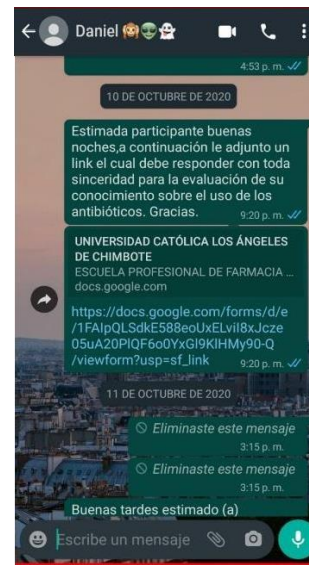 Daniel 🙉👽👻
4:53 p. m.
10 DE OCTUBRE DE 2020
Estimada participante buenas
noches,a continuación le adjunto un
link el cual debe responder con toda
sinceridad para la evaluación de su
conocimiento sobre el uso de los
antibióticos. Gracias.
9:20 p. m.
UNIVERSIDAD CATÓLICA LOS ÁNGELES
DE CHIMBOTE
ESCUELA PROFESIONAL DE FARMACIA ...
docs.google.com
https://docs.google.com/forms/d/e
/1FAIpQLSdkE588eoUxELviI8xJcze
05uA20PlQF6o0YxGl9KIHMy90-Q
/viewform?usp=sf_link
9:20 p. m.
11 DE OCTUBRE DE 2020
Eliminaste este mensaje
3:15 p. m.
Eliminaste este mensaje
3:15 p. m.
Buenas tardes estimado (a)
Escribe un mensaje